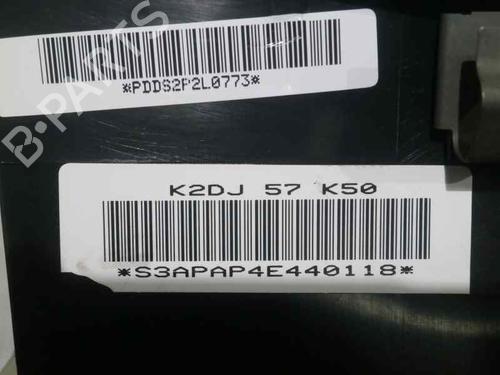 B-PARTS
*PDDS2P2L0773*
K2DJ 57 K50
*S3APAP4E440118*